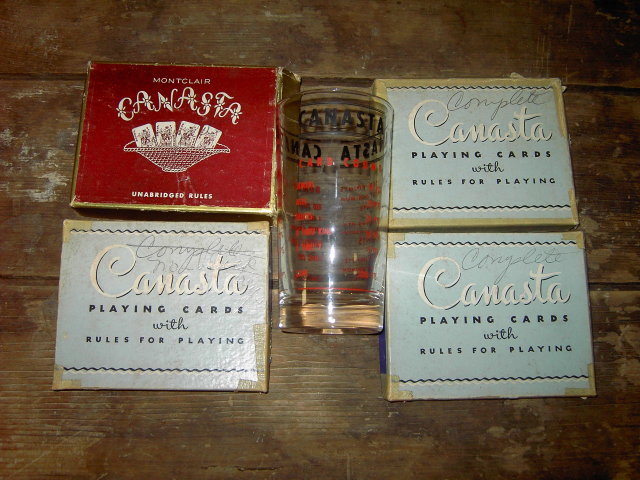 MONTCLAIR
CANASTA
UNABRIDGED RULES
CANASTA
Complete
Canasta
PLAYING CARDS
with
RULES FOR PLAYING
Complete
Canasta
PLAYING CARDS
with
RULES FOR PLAYING
Complete
Canasta
PLAYING CARDS
with
RULES FOR PLAYING